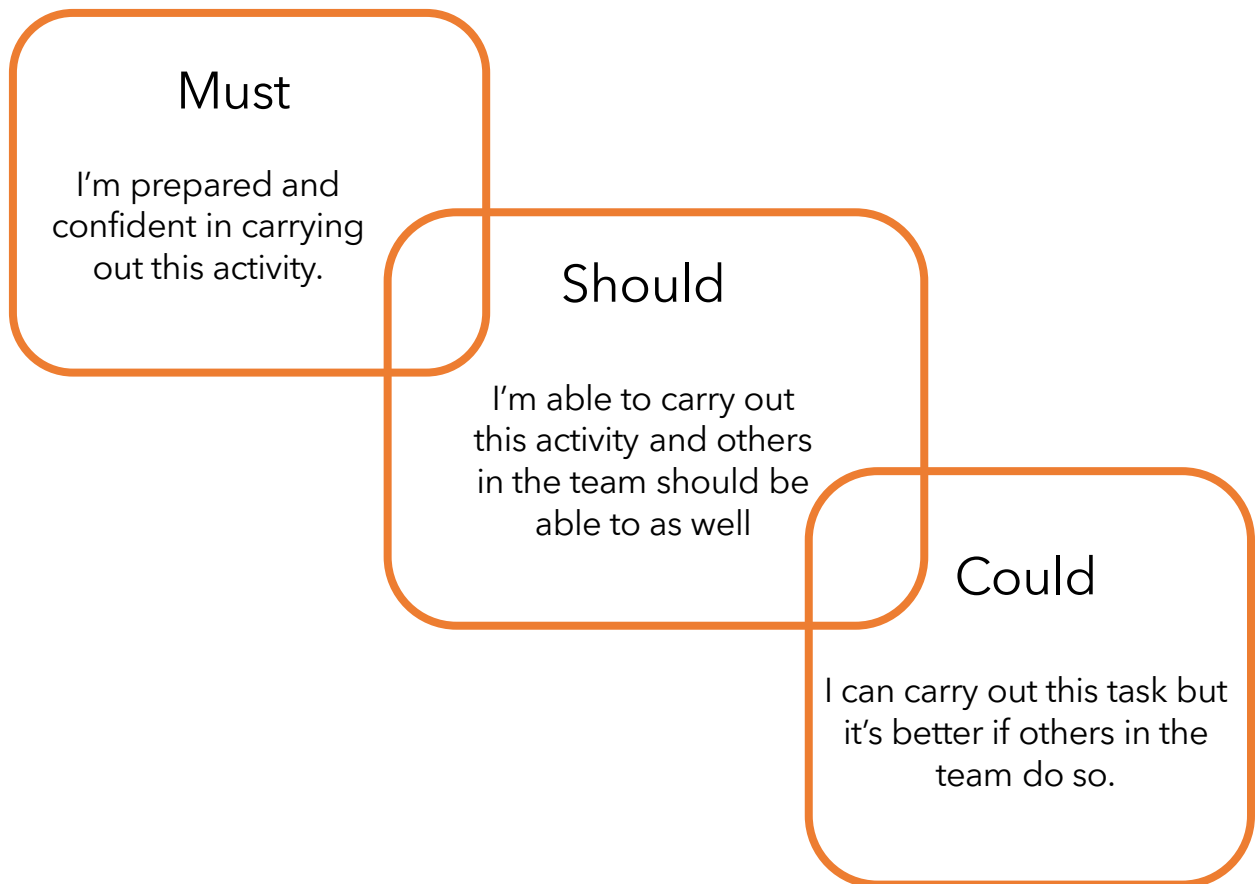 Must
I’m prepared and
confident in carrying
out this activity.
Should
I’m able to carry out
this activity and others
in the team should be
able to as well
Could
I can carry out this task but
it’s better if others in the
team do so.